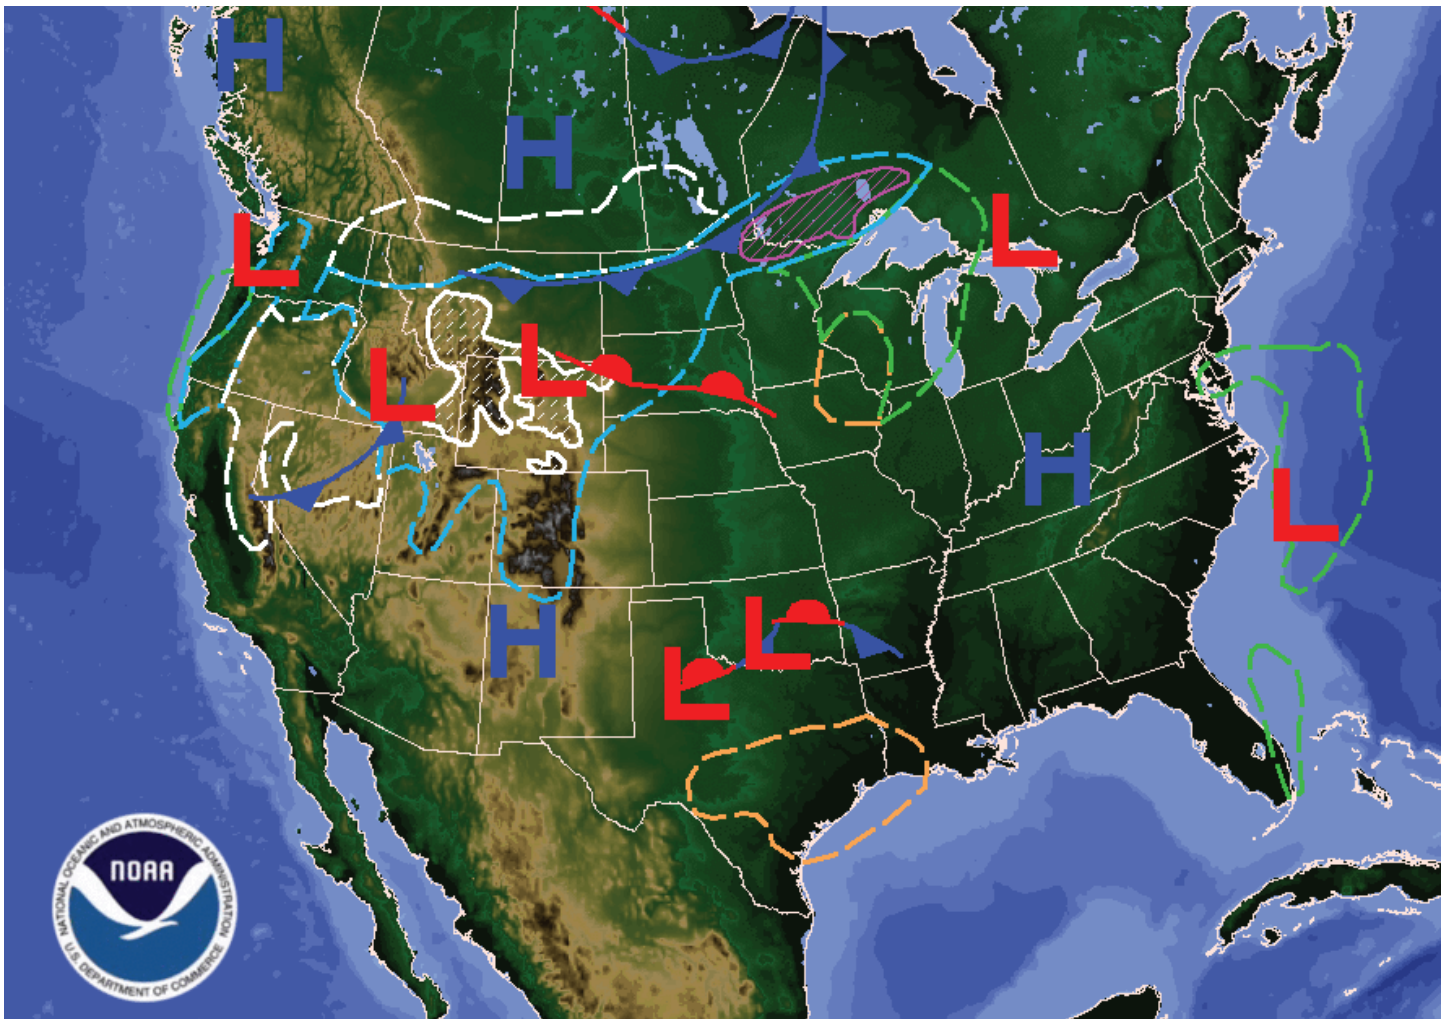 H
H
L
L
L
L
H
L
H
L
L
NATIONAL OCEANIC AND ATMOSPHERIC ADMINISTRATION
NOAA
U.S. DEPARTMENT OF COMMERCE